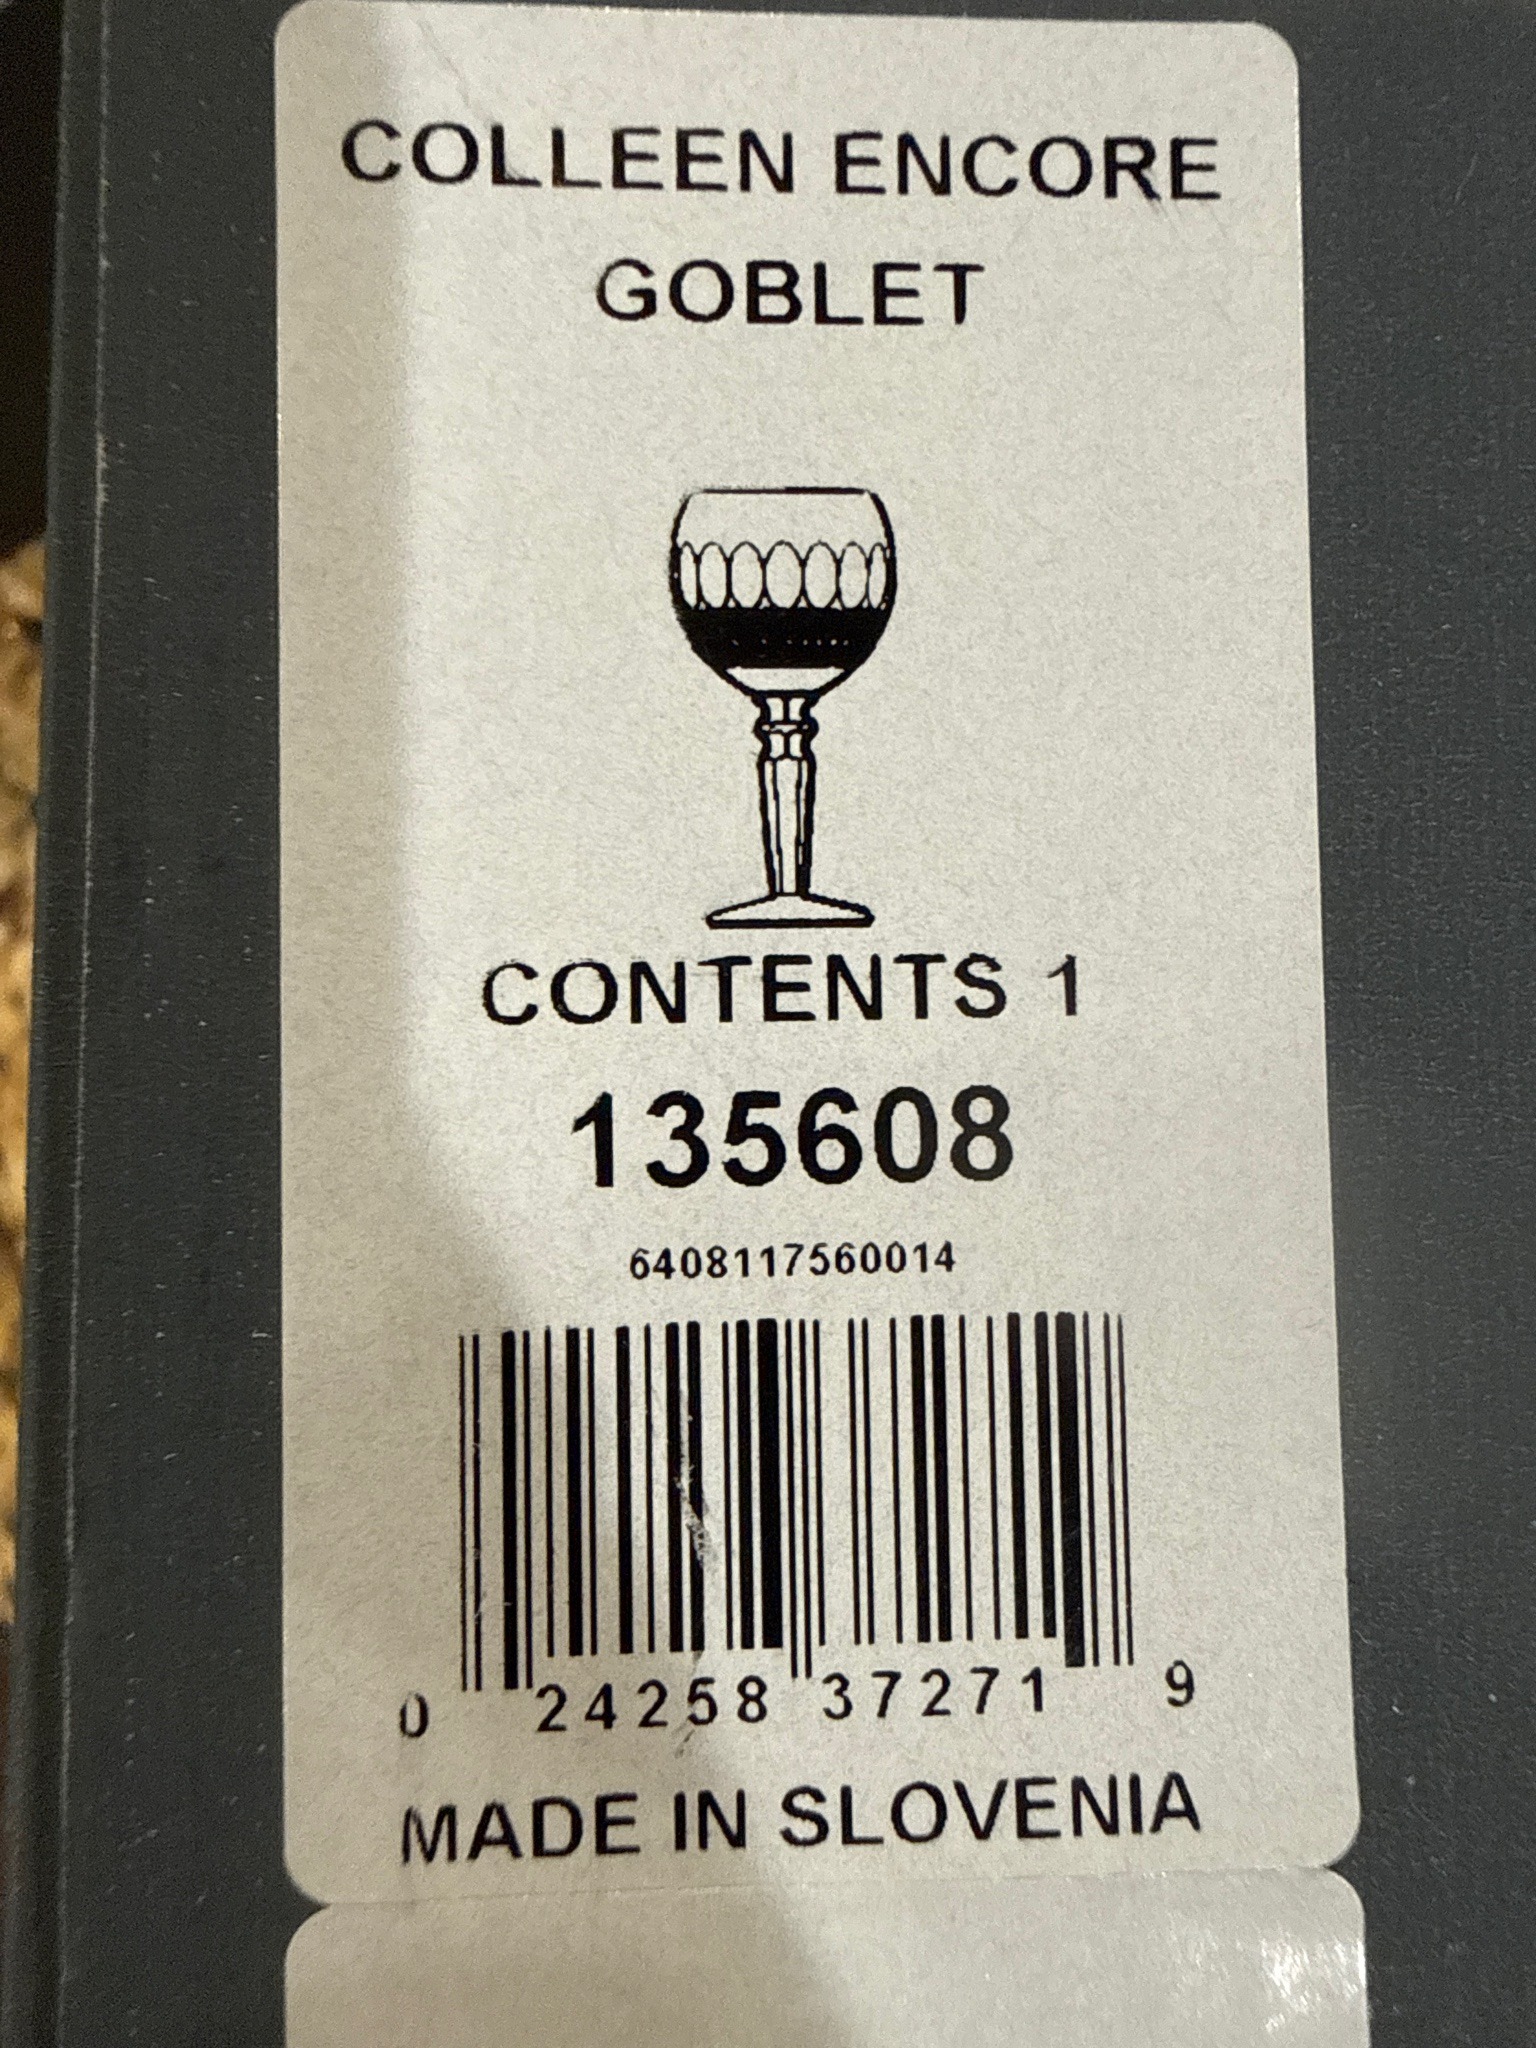 COLLEEN ENCORE
GOBLET
CONTENTS 1
135608
6408117560014
0 24258 37271 9
MADE IN SLOVENIA